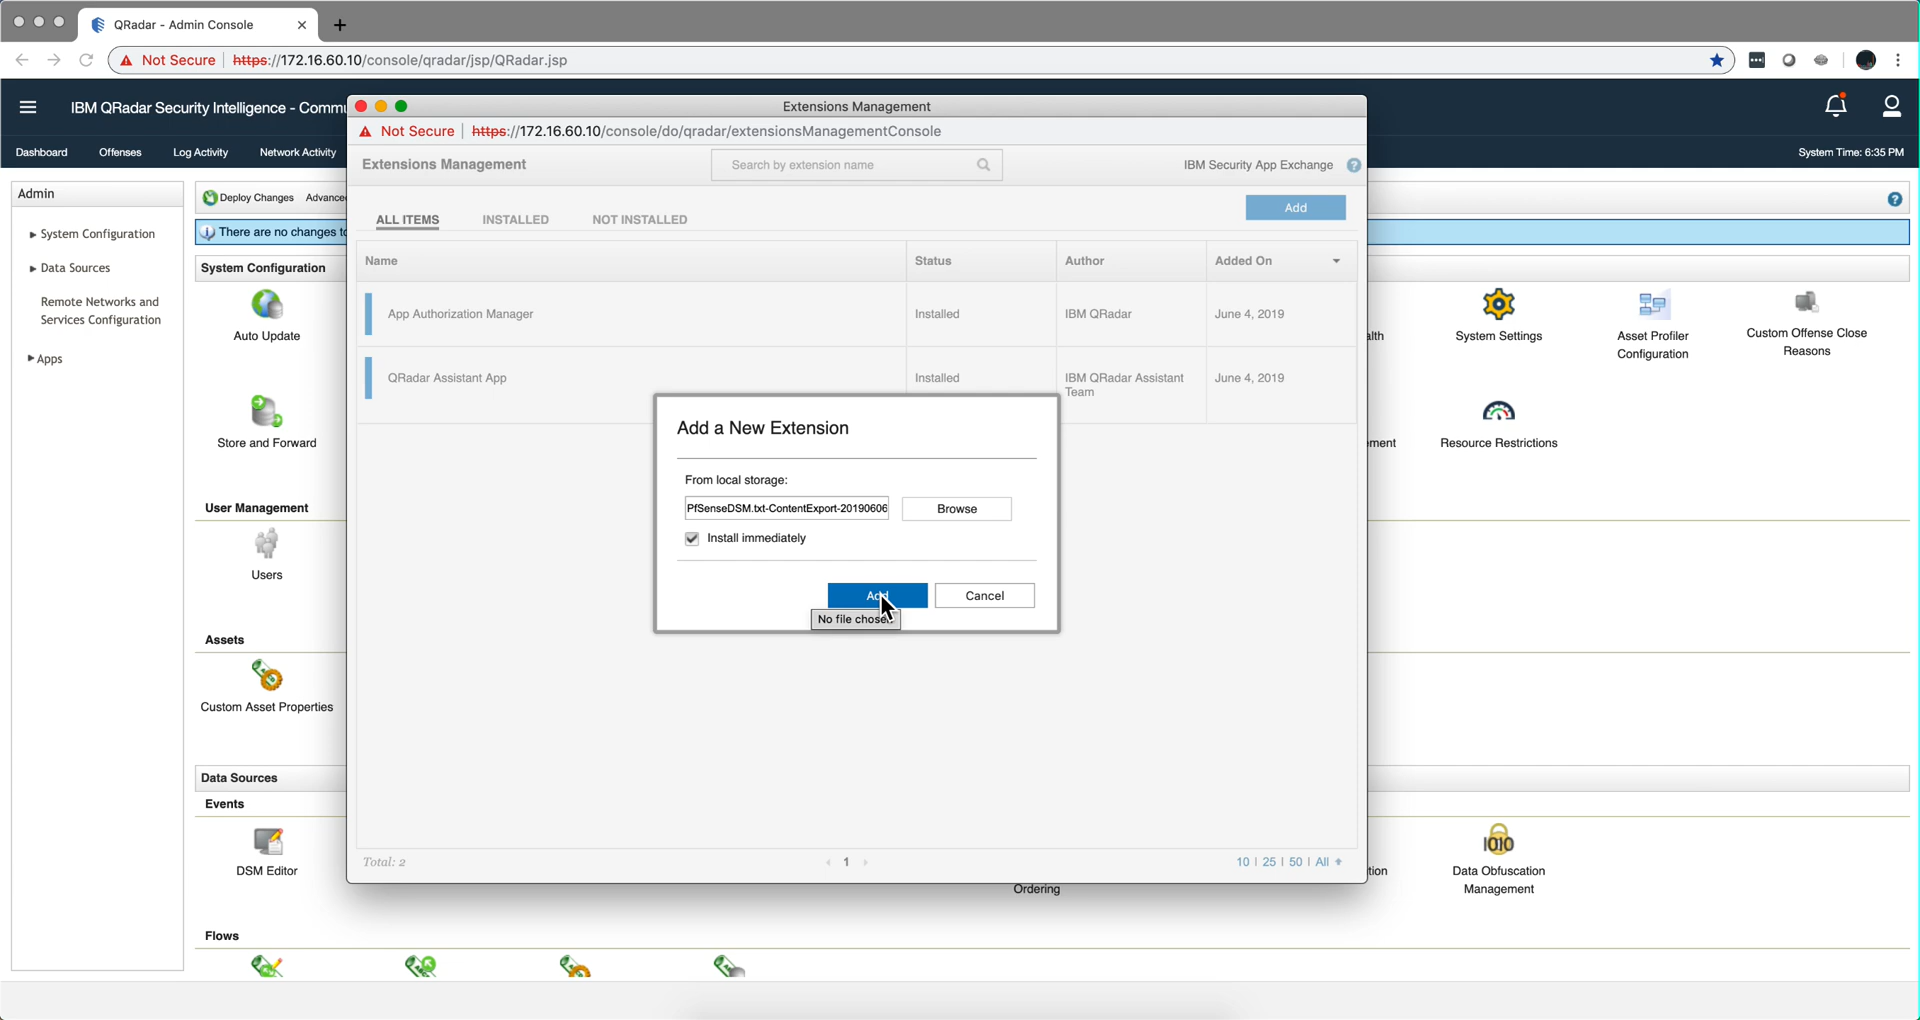 QRadar - Admin Console
Not Secure | https://172.16.60.10/console/qradar/jsp/QRadar.jsp
IBM QRadar Security Intelligence - Commu
Dashboard Offenses Log Activity Network Activity
System Time: 6:35 PM
Extensions Management
Not Secure | https://172.16.60.10/console/do/qradar/extensionsManagementConsole
Extensions Management
Search by extension name
IBM Security App Exchange
Add
ALL ITEMS INSTALLED NOT INSTALLED
Name Status Author Added On
App Authorization Manager Installed IBM QRadar June 4, 2019
QRadar Assistant App Installed IBM QRadar Assistant June 4, 2019
Team
Add a New Extension
From local storage:
PfSenseDSM.txt-ContentExport-20190606
Browse
Install immediately
Add
Cancel
No file chosen
Total: 2
1
10 | 25 | 50 | All
Admin
System Configuration
Data Sources
Remote Networks and
Services Configuration
Apps
Deploy Changes Advanced
There are no changes to
System Configuration
Auto Update
alth
System Settings
Asset Profiler
Configuration
Custom Offense Close
Reasons
Store and Forward
ment
Resource Restrictions
User Management
Users
Assets
Custom Asset Properties
Data Sources
Events
DSM Editor
Ordering
tion
Data Obfuscation
Management
Flows